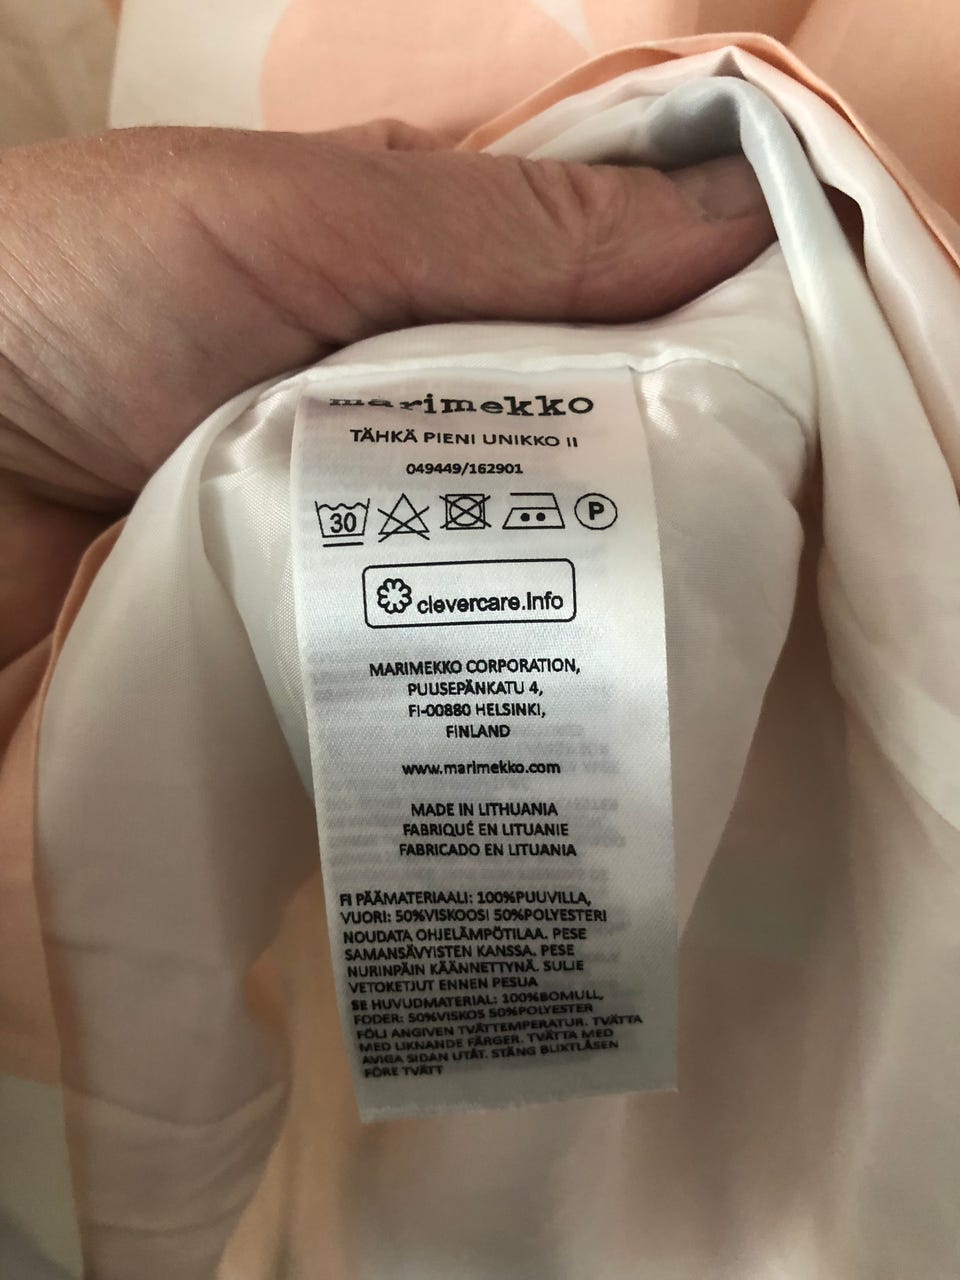 marimekko
TÄHKÄ PIENI UNIKKO II
049449/162901
30 P
clevercare.info
MARIMEKKO CORPORATION,
PUUSEPÄNKATU 4,
FI-00880 HELSINKI,
FINLAND
www.marimekko.com
MADE IN LITHUANIA
FABRIQUÉ EN LITUANIE
FABRICADO EN LITUANIA
FI PÄÄMATERIAALI: 100%PUUVILLA,
VUORI: 50%VISKOOSI 50%POLYESTERI
NOUDATA OHJELÄMPÖTILAA. PESE
SAMANSÄVYISTEN KANSSA. PESE
NURINPÄIN KÄÄNNETTYNÄ. SULJE
VETOKETJUT ENNEN PESUA
SE HUVUDMATERIAL: 100%BOMULL,
FODER: 50%VISKOS 50%POLYESTER
FÖLJ ANGIVEN TVÄTTEMPERATUR. TVÄTTA
MED LIKNANDE FÄRGER. TVÄTTA MED
AVIGA SIDAN UTÅT. STÄNG BLIXTLÅSEN
FÖRE TVÄTT